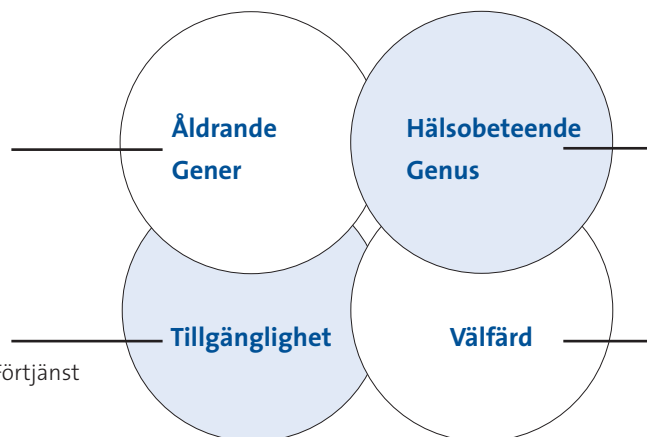 Åldrande
Gener
Hälsobeteende
Genus
Tillgänglighet
Välfärd
Förtjänst